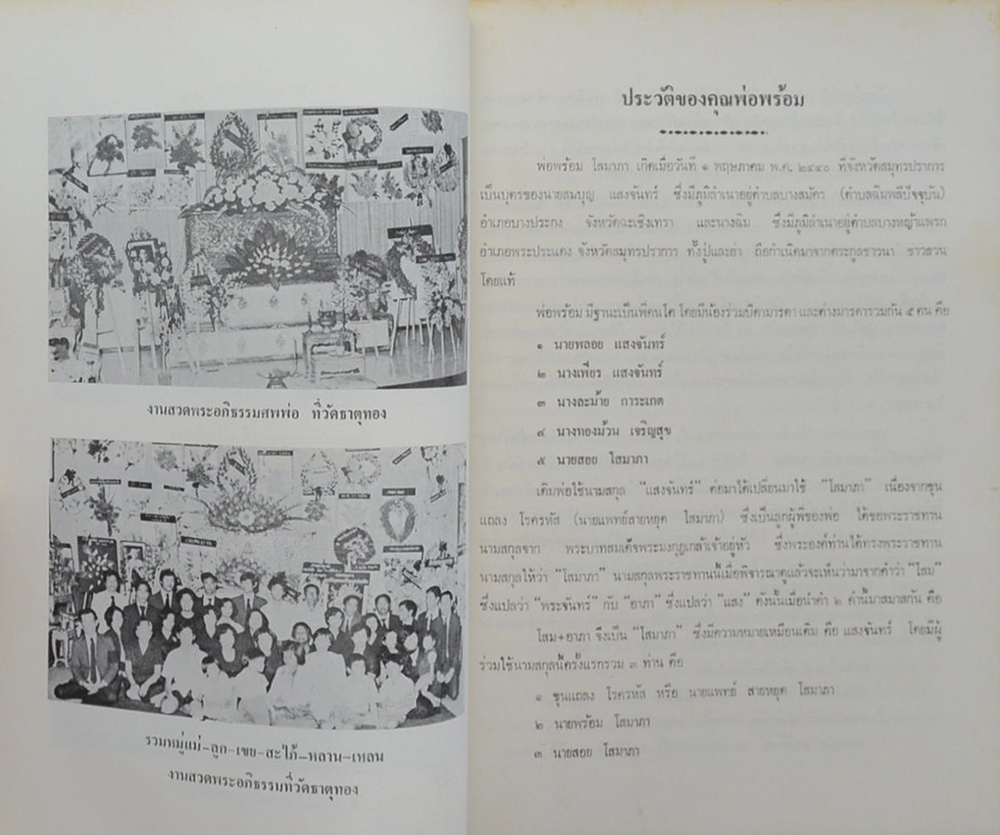 งานสวดพระอภิธรรมศพพ่อ ที่วัดธาตุทอง
รวมหมู่แม่-ลูก-เขย-สะใภ้-หลาน-เหลน
งานสวดพระอภิธรรมที่วัดธาตุทอง
ประวัติของคุณพ่อพร้อม
พ่อพร้อม โสมาภา เกิดเมื่อวันที่ ๑ พฤษภาคม พ.ศ. ๒๔๔๐ ที่จังหวัดสมุทรปราการ
เป็นบุตรของนายสมบุญ แสงจันทร์ ซึ่งมีภูมิลำเนาอยู่ตำบลบางสมัคร (ตำบลฉิมพลีปัจจุบัน)
อำเภอบางปะกง จังหวัดฉะเชิงเทรา และนางฉิม ซึ่งมีภูมิลำเนาอยู่ตำบลบางหญ้าแพรก
อำเภอพระประแดง จังหวัดสมุทรปราการ ทั้งปู่และย่า ถือกำเนิดมาจากตระกูลชาวนา ชาวสวน
โดยแท้
พ่อพร้อม มีฐานะเป็นพี่คนโต โดยมีน้องร่วมบิดามารดา และต่างมารดารวมกัน ๕ คน คือ
๑ นายพลอย แสงจันทร์
๒ นางเพียร แสงจันทร์
๓ นางละม้าย การะเกต
๔ นางทองม้วน เจริญสุข
๕ นายสอย โสมาภา
เดิมพ่อใช้นามสกุล "แสงจันทร์" ต่อมาได้เปลี่ยนมาใช้ "โสมาภา" เนื่องจากขุน
แถลง โรครหัส (นายแพทย์สายหยุด โสมาภา) ซึ่งเป็นลูกผู้พี่ของพ่อ ได้ขอพระราชทาน
นามสกุลจาก พระบาทสมเด็จพระมงกุฎเกล้าเจ้าอยู่หัว ซึ่งพระองค์ท่านได้ทรงพระราชทาน
นามสกุลให้ว่า "โสมาภา" นามสกุลพระราชทานนี้เมื่อพิจารณาดูแล้วจะเห็นว่ามาจากคำว่า "โสม"
ซึ่งแปลว่า "พระจันทร์" กับ "อาภา" ซึ่งแปลว่า "แสง" ดังนั้นเมื่อนำคำ ๒ คำนี้มาสมาสกัน คือ
โสม+อาภา จึงเป็น "โสมาภา" ซึ่งมีความหมายเหมือนเดิม คือ แสงจันทร์ โดยมีผู้
ร่วมใช้นามสกุลนี้ครั้งแรกรวม ๓ ท่าน คือ
๑ ขุนแถลง โรครหัส หรือ นายแพทย์ สายหยุด โสมาภา
๒ นายพร้อม โสมาภา
๓ นายสอย โสมาภา